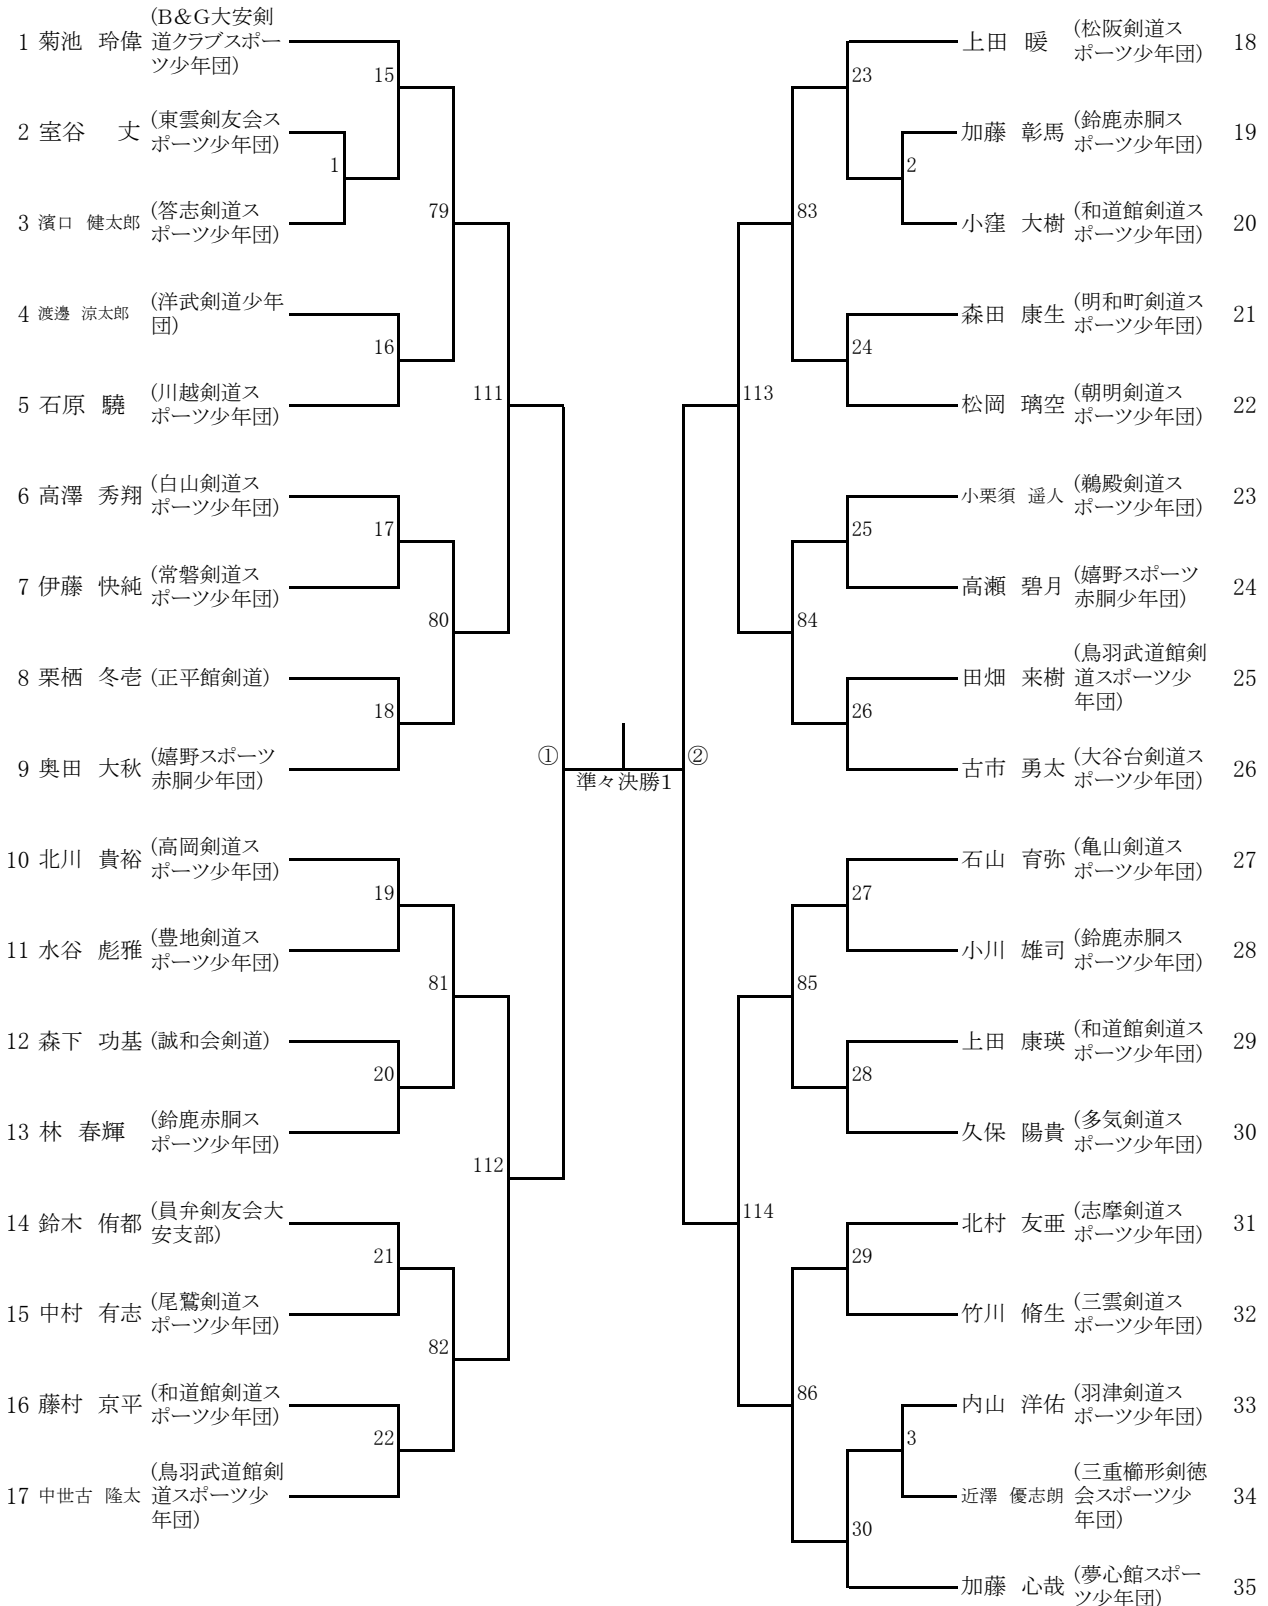 1 菊池 玲偉 (B&G大安剣
道クラブスポー
ツ少年団)
15
2 室谷 丈 (東雲剣友会ス
ポーツ少年団)
1
3 濱口 健太郎 (答志剣道ス
ポーツ少年団)
79
4 渡邊 涼太郎 (洋武剣道少年
団)
16
5 石原 驍 (川越剣道ス
ポーツ少年団)
111
6 高澤 秀翔 (白山剣道ス
ポーツ少年団)
17
7 伊藤 快純 (常磐剣道ス
ポーツ少年団)
80
8 栗栖 冬壱 (正平館剣道)
18
9 奥田 大秋 (嬉野スポーツ
赤胴少年団)
①
準々決勝1
②
10 北川 貴裕 (高岡剣道ス
ポーツ少年団)
19
11 水谷 彪雅 (豊地剣道ス
ポーツ少年団)
81
12 森下 功基 (誠和会剣道)
20
13 林 春輝 (鈴鹿赤胴ス
ポーツ少年団)
112
14 鈴木 侑都 (員弁剣友会大
安支部)
21
15 中村 有志 (尾鷲剣道ス
ポーツ少年団)
82
16 藤村 京平 (和道館剣道ス
ポーツ少年団)
22
17 中世古 隆太 (鳥羽武道館剣
道スポーツ少
年団)
上田 暖 (松阪剣道ス
ポーツ少年団) 18
23
加藤 彰馬 (鈴鹿赤胴ス
ポーツ少年団) 19
2
小窪 大樹 (和道館剣道ス
ポーツ少年団) 20
83
森田 康生 (明和町剣道ス
ポーツ少年団) 21
24
松岡 璃空 (朝明剣道ス
ポーツ少年団) 22
113
小栗須 遥人 (鵜殿剣道ス
ポーツ少年団) 23
25
高瀬 碧月 (嬉野スポーツ
赤胴少年団) 24
84
田畑 来樹 (鳥羽武道館剣
道スポーツ少
年団) 25
26
古市 勇太 (大谷台剣道ス
ポーツ少年団) 26
石山 育弥 (亀山剣道ス
ポーツ少年団) 27
27
小川 雄司 (鈴鹿赤胴ス
ポーツ少年団) 28
85
上田 康瑛 (和道館剣道ス
ポーツ少年団) 29
28
久保 陽貴 (多気剣道ス
ポーツ少年団) 30
114
北村 友亜 (志摩剣道ス
ポーツ少年団) 31
29
竹川 脩生 (三雲剣道ス
ポーツ少年団) 32
86
内山 洋佑 (羽津剣道ス
ポーツ少年団) 33
3
近澤 優志朗 (三重櫛形剣徳
会スポーツ少
年団) 34
30
加藤 心哉 (夢心館スポー
ツ少年団) 35